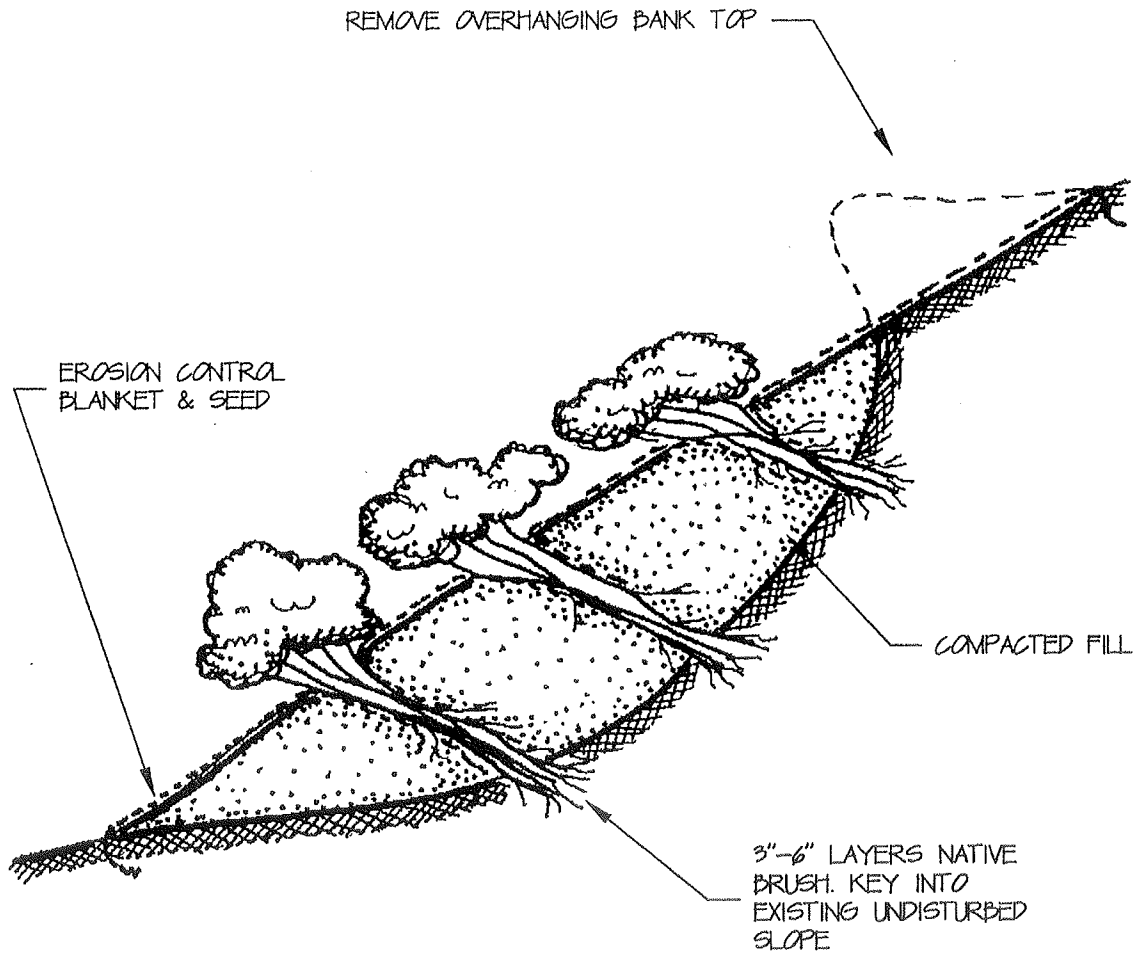 REMOVE OVERHANGING BANK TOP
EROSION CONTROL
BLANKET & SEED
COMPACTED FILL
3"-6" LAYERS NATIVE
BRUSH. KEY INTO
EXISTING UNDISTURBED
SLOPE